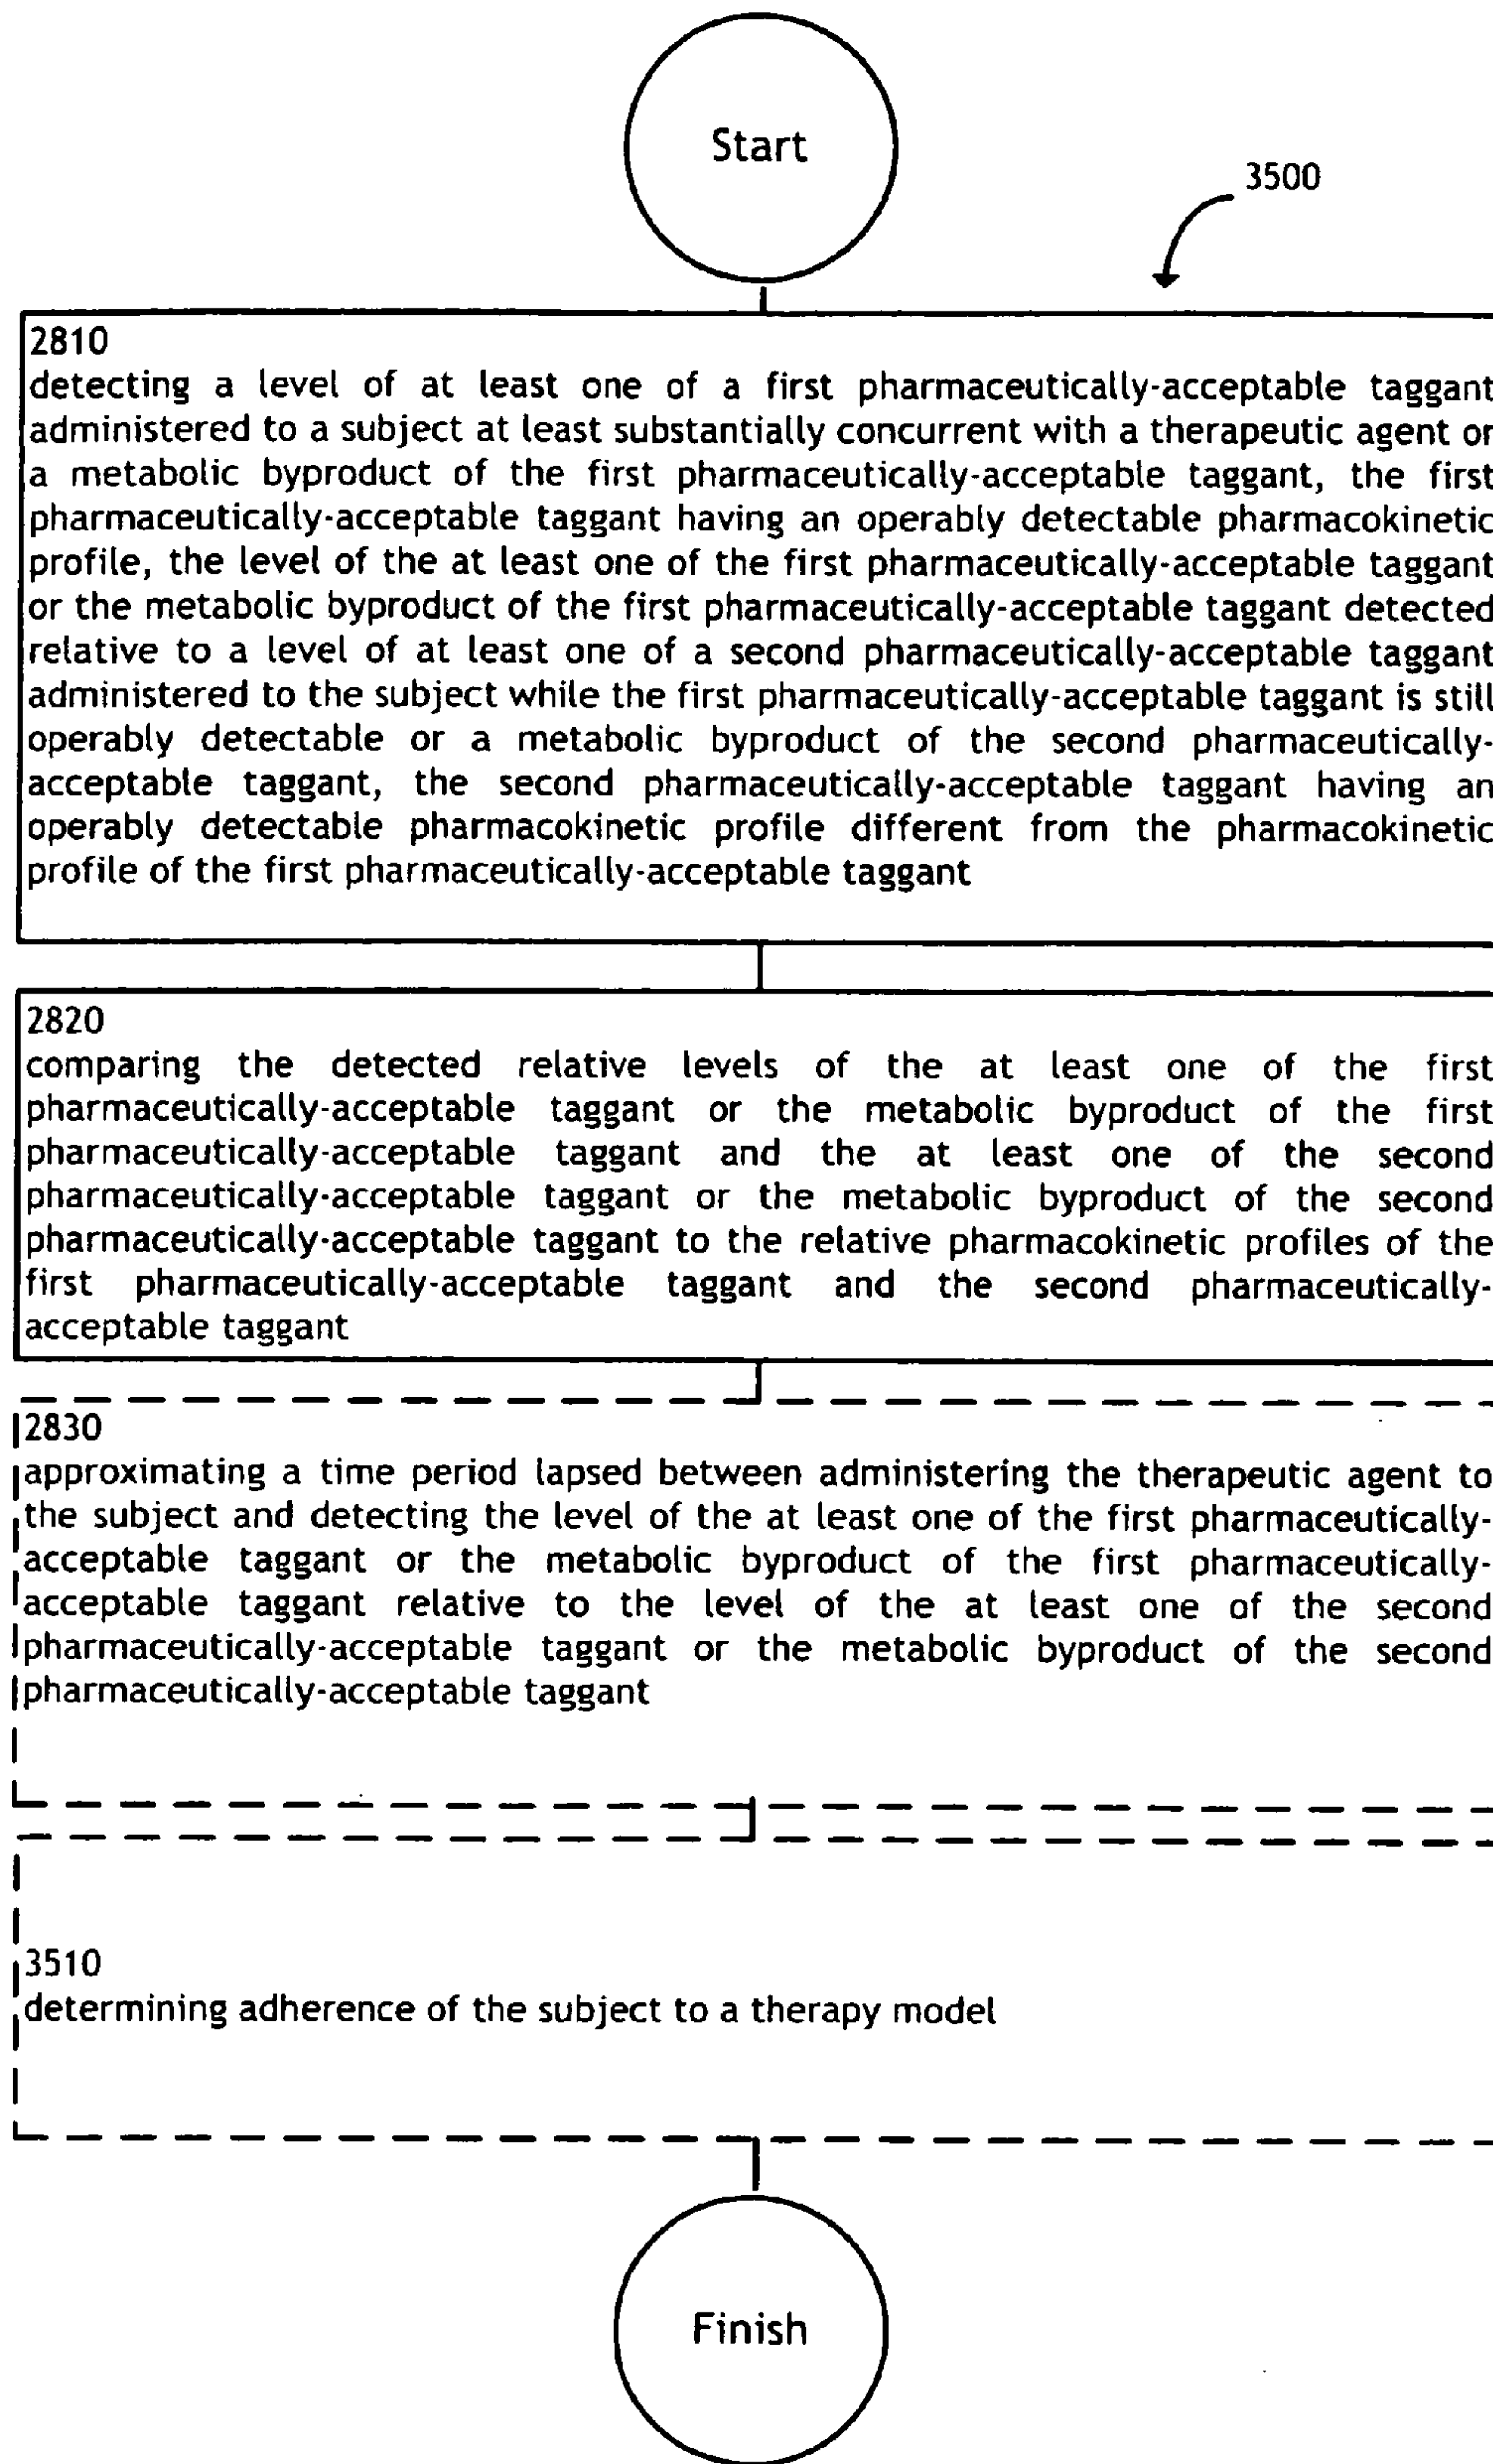 Start
3500
2810
detecting a level of at least one of a first pharmaceutically-acceptable taggant
administered to a subject at least substantially concurrent with a therapeutic agent or
a metabolic byproduct of the first pharmaceutically-acceptable taggant, the first
pharmaceutically-acceptable taggant having an operably detectable pharmacokinetic
profile, the level of the at least one of the first pharmaceutically-acceptable taggant
or the metabolic byproduct of the first pharmaceutically-acceptable taggant detected
relative to a level of at least one of a second pharmaceutically-acceptable taggant
administered to the subject while the first pharmaceutically-acceptable taggant is still
operably detectable or a metabolic byproduct of the second pharmaceutically-
acceptable taggant, the second pharmaceutically-acceptable taggant having an
operably detectable pharmacokinetic profile different from the pharmacokinetic
profile of the first pharmaceutically-acceptable taggant
2820
comparing the detected relative levels of the at least one of the first
pharmaceutically-acceptable taggant or the metabolic byproduct of the first
pharmaceutically-acceptable taggant and the at least one of the second
pharmaceutically-acceptable taggant or the metabolic byproduct of the second
pharmaceutically-acceptable taggant to the relative pharmacokinetic profiles of the
first pharmaceutically-acceptable taggant and the second pharmaceutically-
acceptable taggant
2830
approximating a time period lapsed between administering the therapeutic agent to
the subject and detecting the level of the at least one of the first pharmaceutically-
acceptable taggant or the metabolic byproduct of the first pharmaceutically-
acceptable taggant relative to the level of the at least one of the second
pharmaceutically-acceptable taggant or the metabolic byproduct of the second
pharmaceutically-acceptable taggant
3510
determining adherence of the subject to a therapy model
Finish